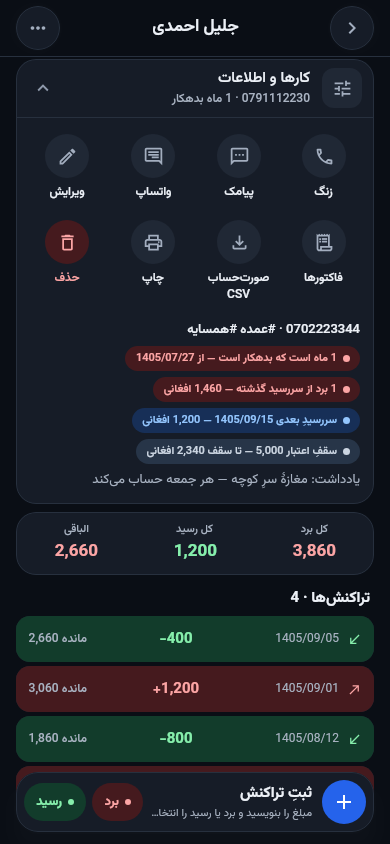 جلیل احمدی
کارها و اطلاعات
0791112230 · 1 ماه بدهکار
زنگ
پیامک
واتساپ
ویرایش
فاکتورها
صورت‌حساب CSV
چاپ
حذف
0702223344 · #عمده #همسایه
1 ماه است که بدهکار است — از 1405/07/27
1 برد از سررسید گذشته — 1,460 افغانی
سررسید بعدی 1405/09/15 — 1,200 افغانی
سقفِ اعتبار 5,000 — تا سقف 2,340 افغانی
یادداشت: مغازهٔ سرِ کوچه — هر جمعه حساب می‌کند
کل برد
کل رسید
الباقی
3,860
1,200
2,660
تراکنش‌ها · 4
1405/09/05
−400
مانده 2,660
1405/09/01
+1,200
مانده 3,060
1405/08/12
−800
مانده 1,860
ثبتِ تراکنش
مبلغ را بنویسید و برد یا رسید را انتخا...
برد
رسید